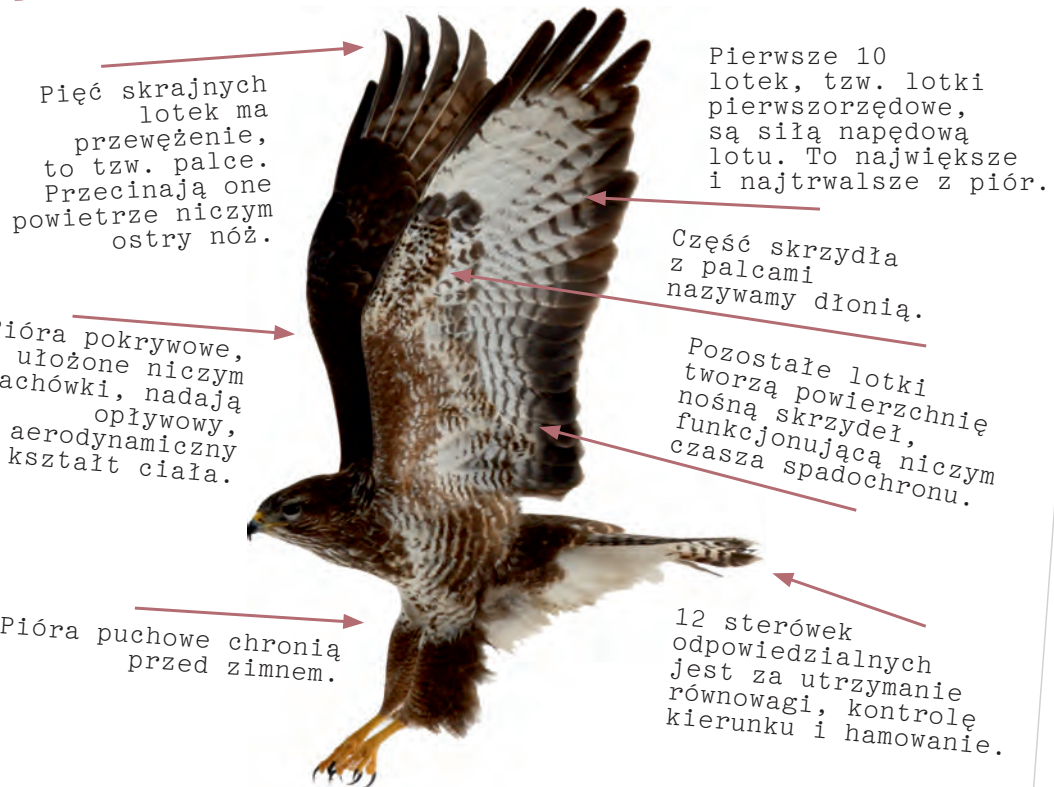 Pięć skrajnych
lotek ma
przewężenie,
to tzw. palce.
Przecinają one
powietrze niczym
ostry nóż.
Pierwsze 10
lotek, tzw. lotki
pierwszorzędowe,
są siłą napędową
lotu. To największe
i najtrwalsze z piór.
Część skrzydła
z palcami
nazywamy dłonią.
pokrywowe,
ułożone niczym
nadają
opływowy,
aerodynamiczny
kształt ciała.
Pozostałe lotki
tworzą powierzchnię
nośną skrzydeł,
funkcjonującą niczym
czasza spadochronu.
Pióra puchowe chronią
przed zimnem.
12 sterówek
odpowiedzialnych
jest za utrzymanie
równowagi, kontrolę
kierunku i hamowanie.